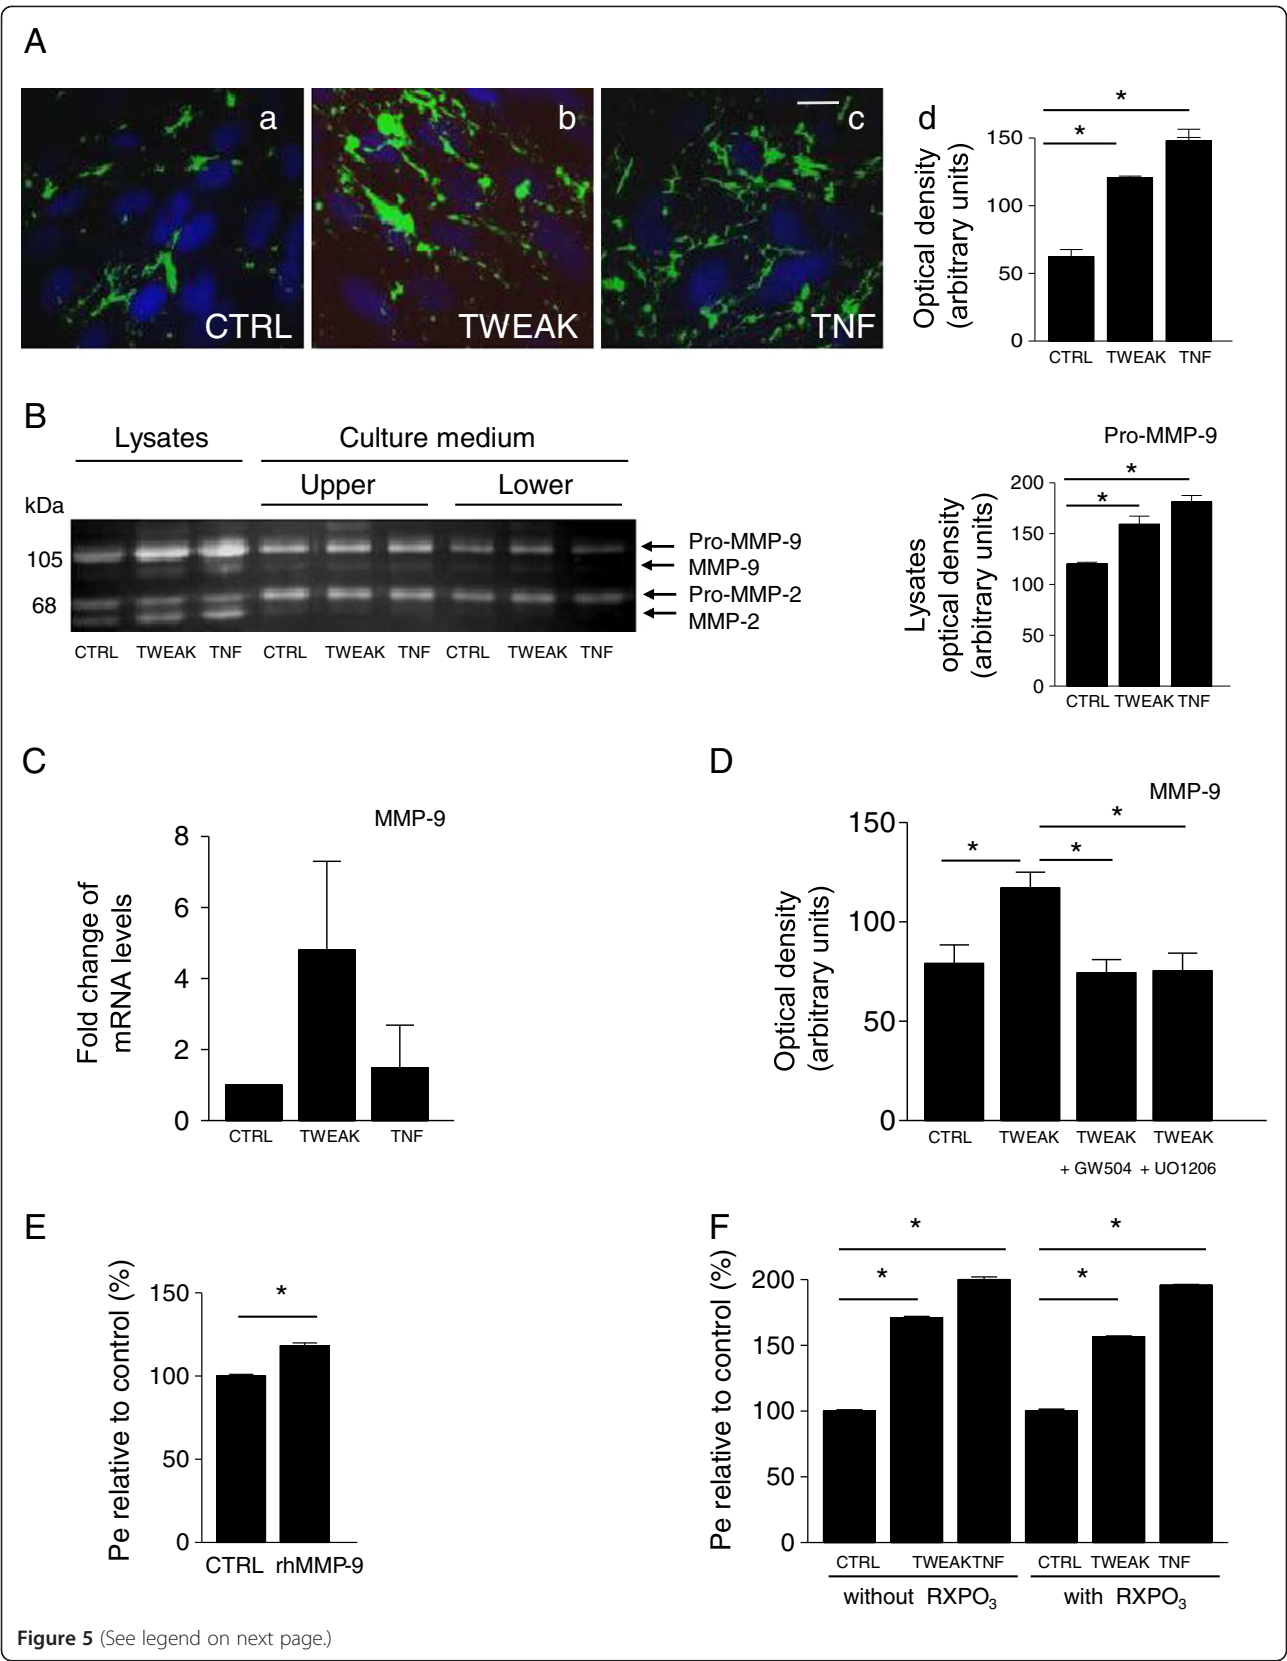 A
a
CTRL
b
TWEAK
c
TNF
d
Optical density
(arbitrary units)
150
100
50
0
*
*
CTRL TWEAK TNF
B
Lysates
Culture medium
Upper
Lower
kDa
105
68
Pro-MMP-9
MMP-9
Pro-MMP-2
MMP-2
CTRL TWEAK TNF CTRL TWEAK TNF CTRL TWEAK TNF
Pro-MMP-9
Lysates
optical density
(arbitrary units)
200
150
100
50
0
*
*
CTRL TWEAK TNF
C
MMP-9
Fold change of
mRNA levels
8
6
4
2
0
CTRL TWEAK TNF
D
MMP-9
Optical density
(arbitrary units)
150
100
50
0
*
*
*
CTRL TWEAK TWEAK TWEAK
+ GW504 + UO1206
E
Pe relative to control (%)
150
100
50
0
*
CTRL rhMMP-9
F
Pe relative to control (%)
200
150
100
50
0
*
*
*
*
CTRL TWEAKTNF CTRL TWEAK TNF
without RXPO₃ with RXPO₃
Figure 5 (See legend on next page.)